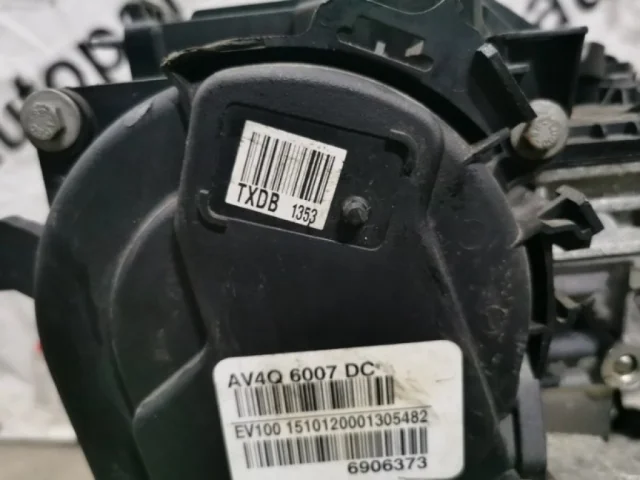 TXDB 1353
AV4Q 6007 DC
EV100 1510120001305482
6906373